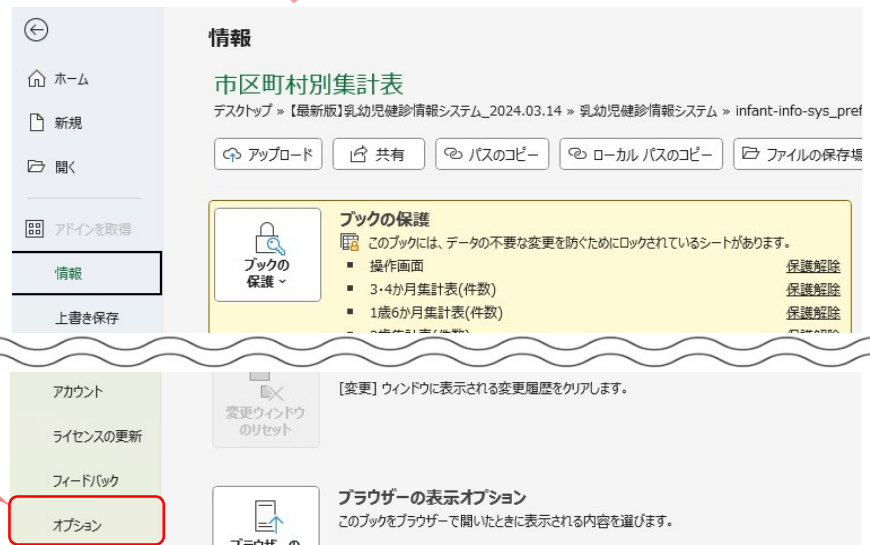 情報
ホーム
新規
開く
アドインを取得
情報
上書き保存
市区町村別集計表
デスクトップ » 【最新版】乳幼児健診情報システム_2024.03.14 » 乳幼児健診情報システム » infant-info-sys_pref
アップロード
共有
パスのコピー
ローカル パスのコピー
ファイルの保存場
ブックの保護
ブックの保護
このブックには、データの不要な変更を防ぐためにロックされているシートがあります。
操作画面 保護解除
3・4か月集計表(件数) 保護解除
1歳6か月集計表(件数) 保護解除
アカウント
ライセンスの更新
フィードバック
オプション
変更ウィンドウ
のリセット
[変更] ウィンドウに表示される変更履歴をクリアします。
ブラウザーの表示オプション
このブックをブラウザーで開いたときに表示される内容を選びます。